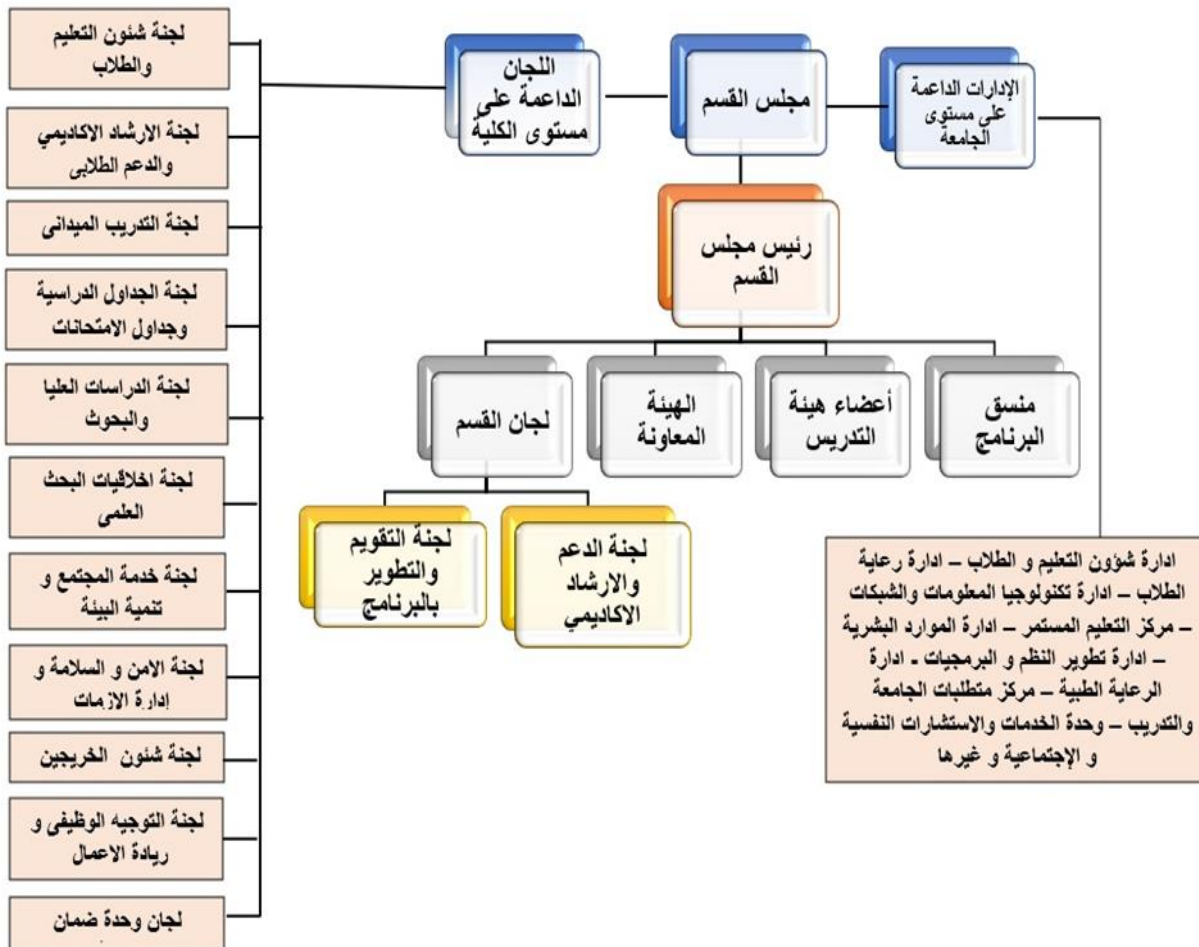 الإدارات الداعمة
على مستوى
الجامعة
مجلس القسم
اللجان
الداعمة على
مستوى الكلية
رئيس مجلس
القسم
منسق
البرنامج
أعضاء هيئة
التدريس
الهيئة
المعاونة
لجان القسم
لجنة الدعم
والارشاد
الاكاديمي
لجنة التقويم
والتطوير
بالبرنامج
ادارة شؤون التعليم و الطلاب – ادارة رعاية
الطلاب – ادارة تكنولوجيا المعلومات والشبكات
– مركز التعليم المستمر – ادارة الموارد البشرية
– ادارة تطوير النظم و البرمجيات - ادارة
الرعاية الطبية – مركز متطلبات الجامعة
والتدريب – وحدة الخدمات والاستشارات النفسية
و الإجتماعية و غيرها
لجنة شئون التعليم
والطلاب
لجنة الارشاد الاكاديمي
والدعم الطلابى
لجنة التدريب الميدانى
لجنة الجداول الدراسية
وجداول الامتحانات
لجنة الدراسات العليا
والبحوث
لجنة اخلاقيات البحث
العلمى
لجنة خدمة المجتمع و
تنمية البيئة
لجنة الامن و السلامة و
إدارة الازمات
لجنة شئون الخريجين
لجنة التوجيه الوظيفى و
ريادة الاعمال
لجان وحدة ضمان